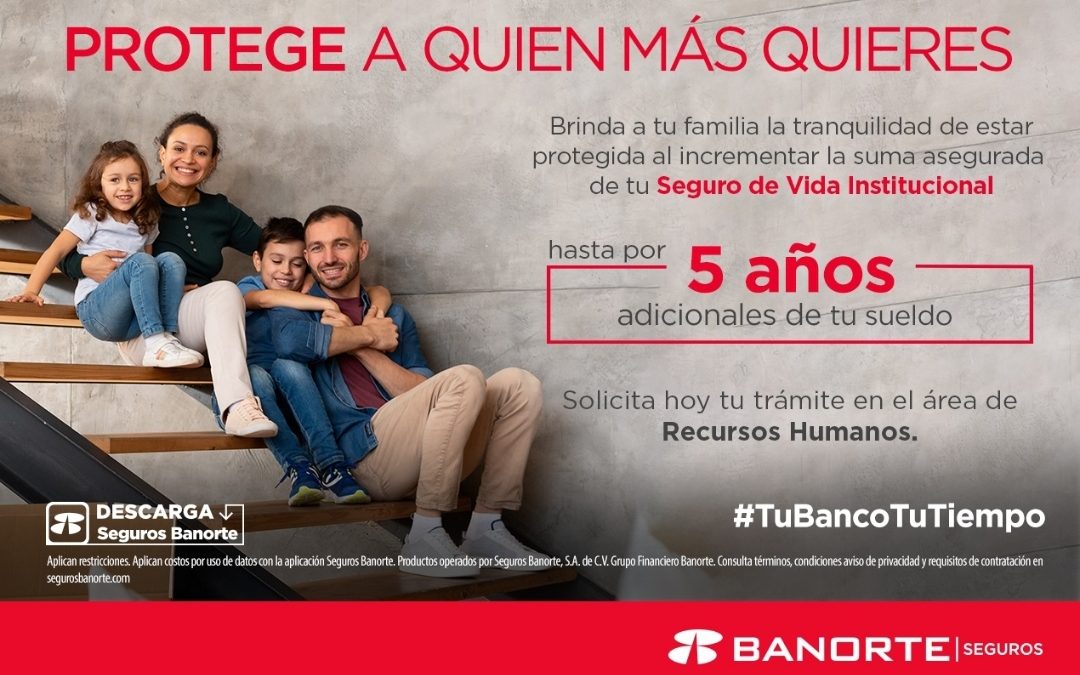 PROTEGE A QUIEN MÁS QUIERES
Brinda a tu familia la tranquilidad de estar
protegida al incrementar la suma asegurada
de tu Seguro de Vida Institucional
hasta por 5 años
adicionales de tu sueldo
Solicita hoy tu trámite en el área de
Recursos Humanos.
DESCARGA
Seguros Banorte
#TuBancoTuTiempo
Aplican restricciones. Aplican costos por uso de datos con la aplicación Seguros Banorte. Productos operados por Seguros Banorte, S.A. de C.V. Grupo Financiero Banorte. Consulta términos, condiciones aviso de privacidad y requisitos de contratación en
segurosbanorte.com
BANORTE | SEGUROS